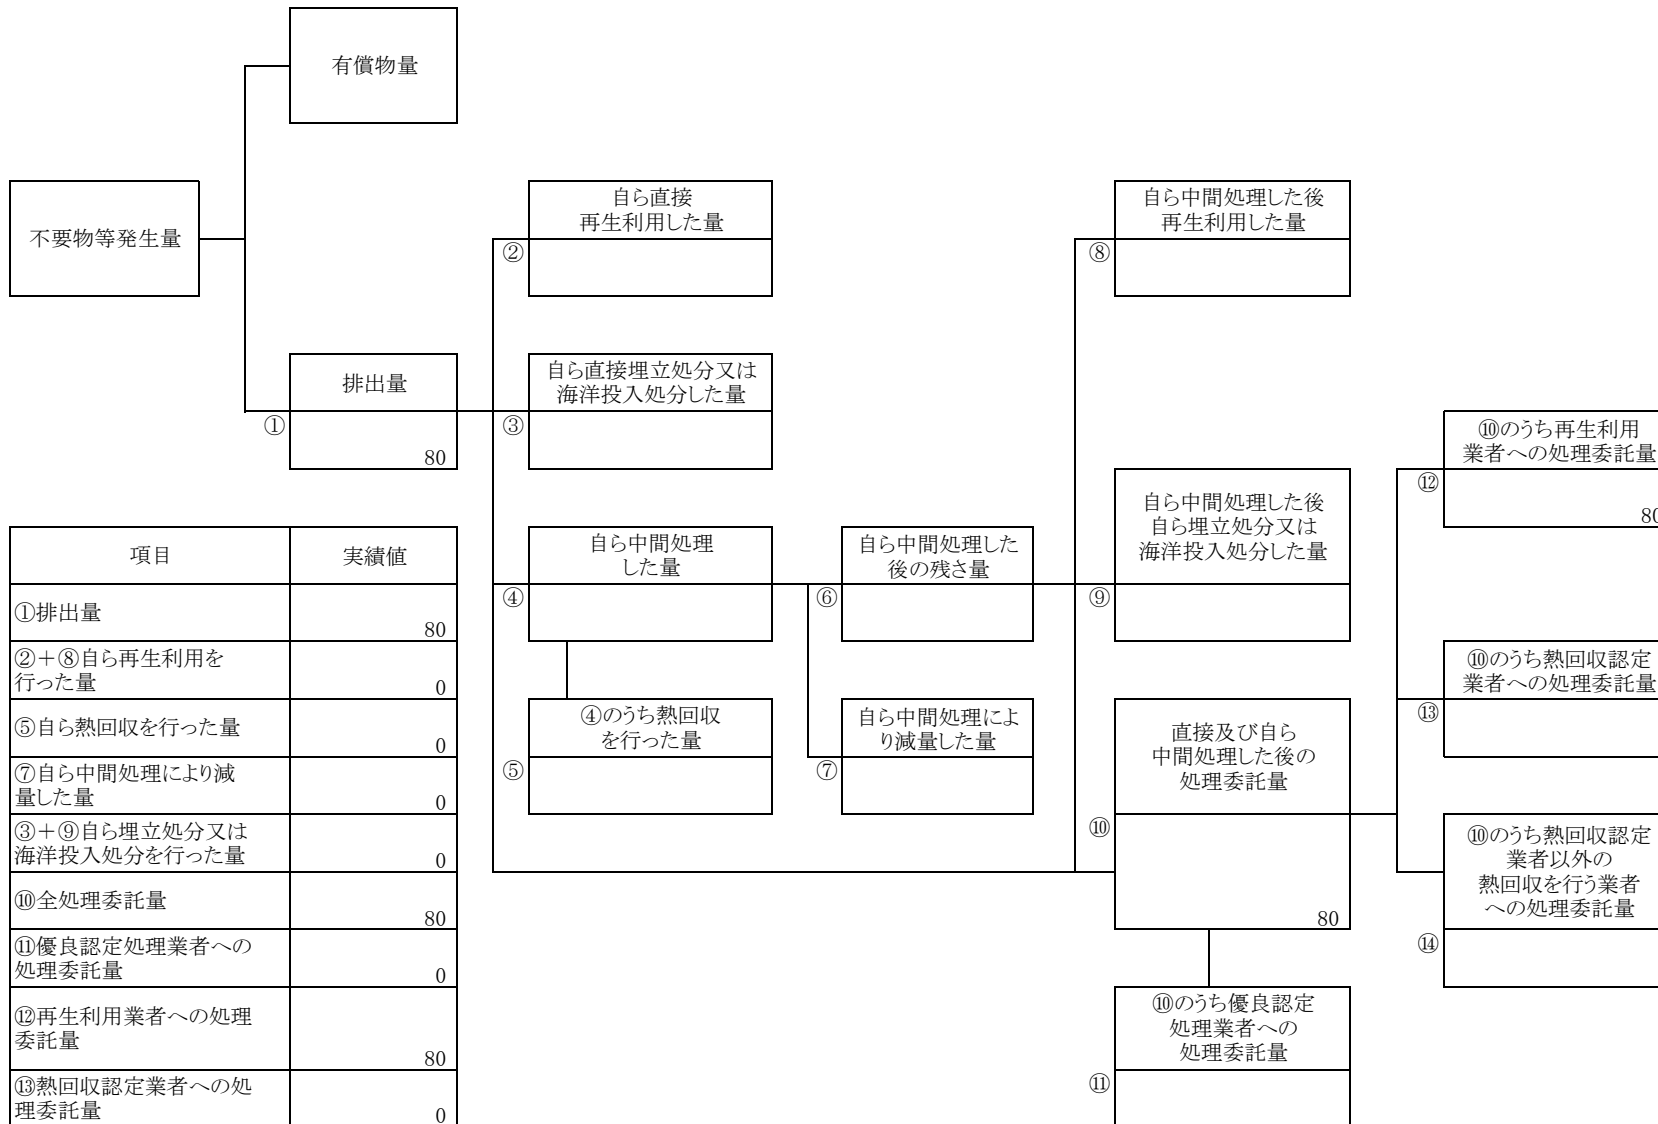 有償物量
不要物等発生量
自ら直接
再生利用した量
②
自ら中間処理した後
再生利用した量
⑧
排出量
①
80
自ら直接埋立処分又は
海洋投入処分した量
③
⑩のうち再生利用
業者への処理委託量
⑫
80
自ら中間処理
した量
④
自ら中間処理した
後の残さ量
⑥
自ら中間処理した後
自ら埋立処分又は
海洋投入処分した量
⑨
⑩のうち熱回収認定
業者への処理委託量
⑬
④のうち熱回収
を行った量
⑤
自ら中間処理によ
り減量した量
⑦
直接及び自ら
中間処理した後の
処理委託量
⑩
80
⑩のうち熱回収認定
業者以外の
熱回収を行う業者
への処理委託量
⑭
⑩のうち優良認定
処理業者への
処理委託量
⑪
項目 実績値
①排出量 80
②+⑧自ら再生利用を
行った量 0
⑤自ら熱回収を行った量 0
⑦自ら中間処理により減
量した量 0
③+⑨自ら埋立処分又は
海洋投入処分を行った量 0
⑩全処理委託量 80
⑪優良認定処理業者への
処理委託量 0
⑫再生利用業者への処理
委託量 80
⑬熱回収認定業者への処
理委託量 0